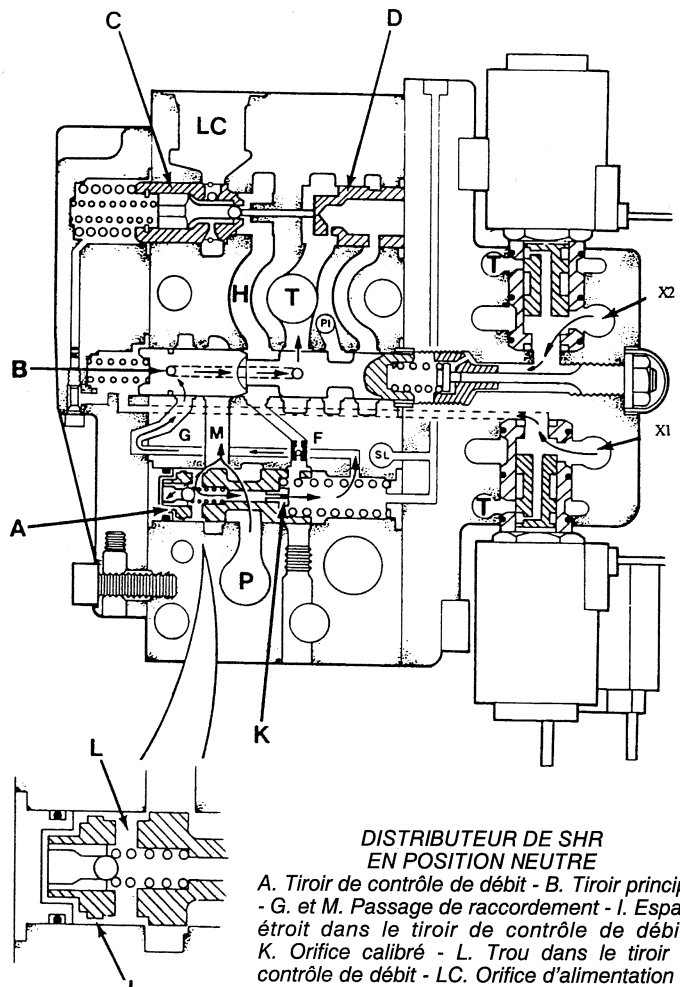 C
D
LC
H
T
PI
T
X2
B
G
M
F
SL
X1
A
T
P
K
L
L
DISTRIBUTEUR DE SHR
EN POSITION NEUTRE
A. Tiroir de contrôle de débit - B. Tiroir princip
- G. et M. Passage de raccordement - I. Espa
étroit dans le tiroir de contrôle de débi
K. Orifice calibré - L. Trou dans le tiroir
contrôle de débit - LC. Orifice d'alimentation